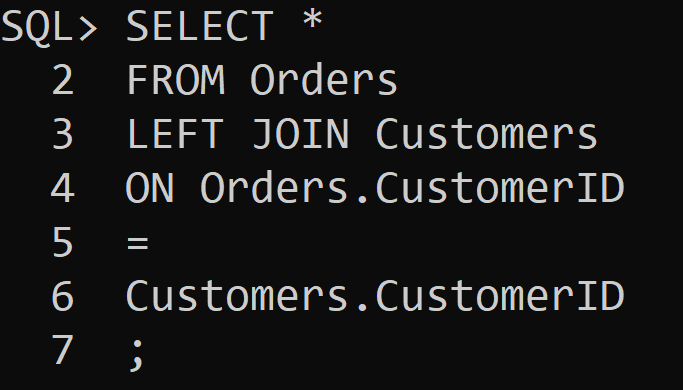 SQL> SELECT *
2 FROM Orders
3 LEFT JOIN Customers
4 ON Orders.CustomerID
5 =
6 Customers.CustomerID
7 ;